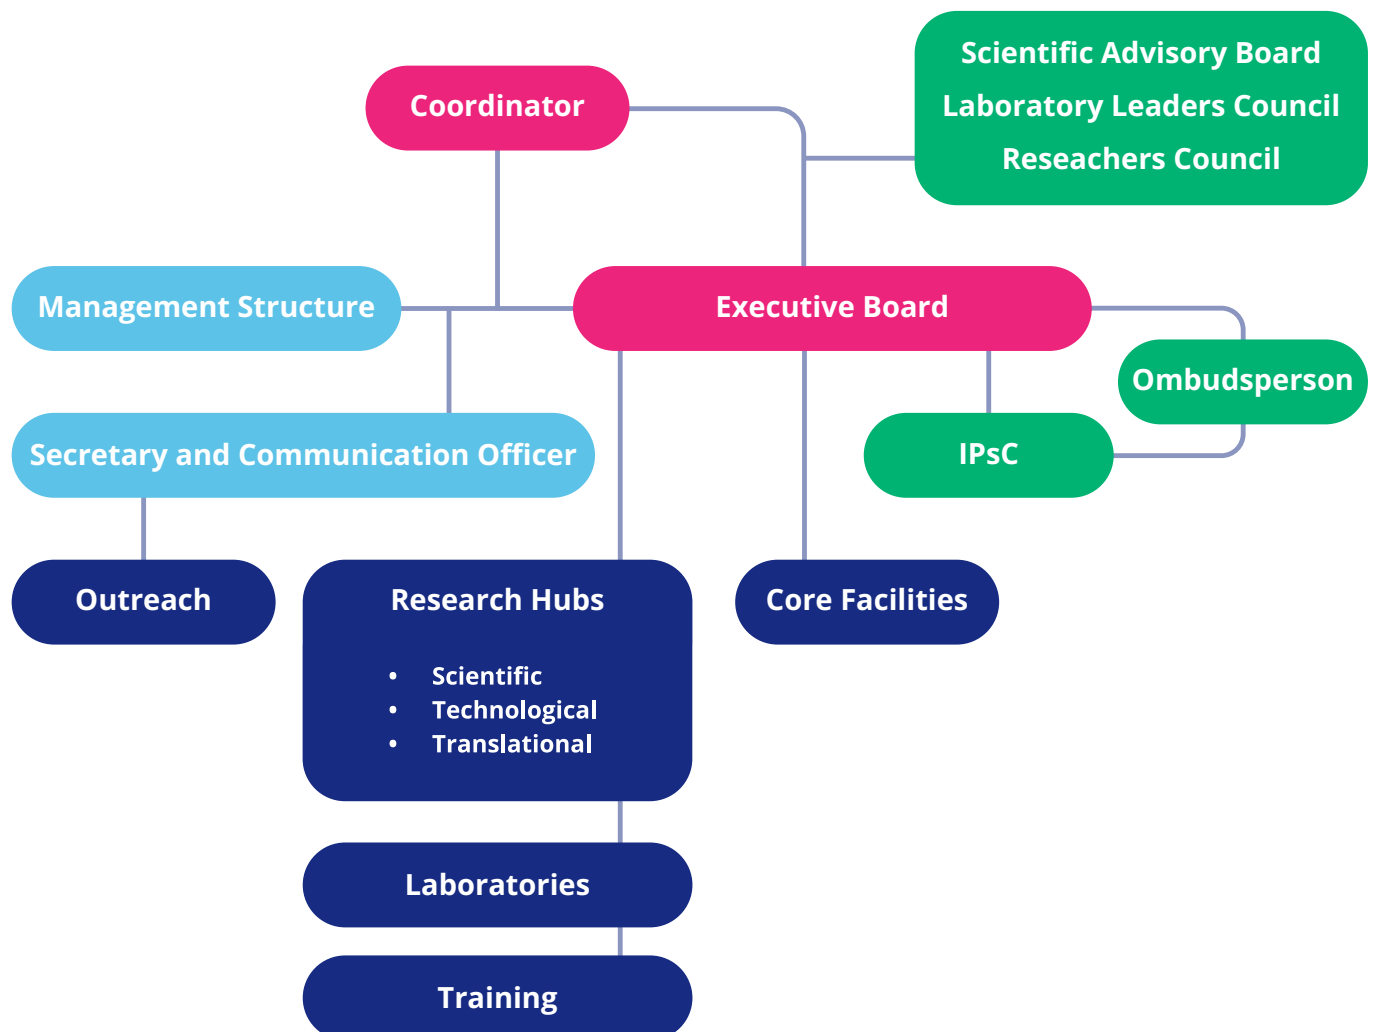 Scientific Advisory Board
Coordinator
Laboratory Leaders Council
Reseachers Council
Management Structure
Executive Board
Ombudsperson
Secretary and Communication Officer
IPsC
Outreach
Research Hubs
Core Facilities
• Scientific
• Technological
• Translational
Laboratories
Training